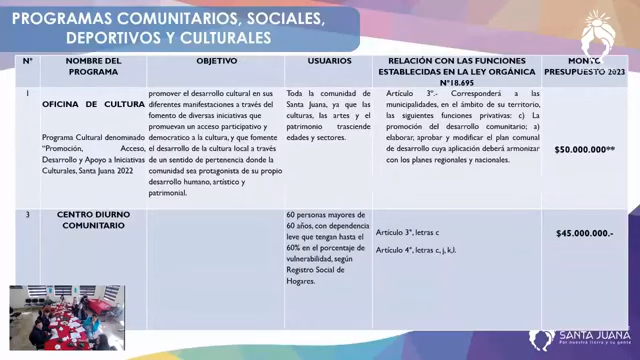 PROGRAMAS COMUNITARIOS, SOCIALES,
DEPORTIVOS Y CULTURALES
N°
NOMBRE DEL
PROGRAMA
OBJETIVO
USUARIOS
RELACIÓN CON LAS FUNCIONES
ESTABLECIDAS EN LA LEY ORGÁNICA
N°18.695
MONTO
PRESUPUESTO 2023
1
OFICINA DE CULTURA
Programa Cultural denominado
"Promoción, Acceso,
Desarrollo y Apoyo a Iniciativas
Culturales, Santa Juana 2022
promover el desarrollo cultural en sus
diferentes manifestaciones a través del
fomento de diversas iniciativas que
promuevan un acceso participativo y
democratico a la cultura, y que fomente
el desarrollo de la cultura local a través
de un sentido de pertenencia donde la
comunidad sea protagonista de su propio
desarrollo humano, artístico y
patrimonial.
Toda la comunidad de
Santa Juana, ya que las
culturas, las artes y el
patrimonio trasciende
edades y sectores.
Artículo 3º.- Corresponderá a las
municipalidades, en el ámbito de su territorio,
las siguientes funciones privativas: c) La
promoción del desarrollo comunitario; a)
elaborar, aprobar y modificar el plan comunal
de desarrollo cuya aplicación deberá armonizar
con los planes regionales y nacionales.
$50.000.000**
3
CENTRO DIURNO
COMUNITARIO
60 personas mayores de
60 años, con dependencia
leve que tengan hasta el
60% en el porcentaje de
vulnerabilidad, según
Registro Social de
Hogares.
Artículo 3°, letras c
Artículo 4°, letras c, j, k,l.
$45.000.000.-
SANTA JUANA
Por nuestra tierra y su gente